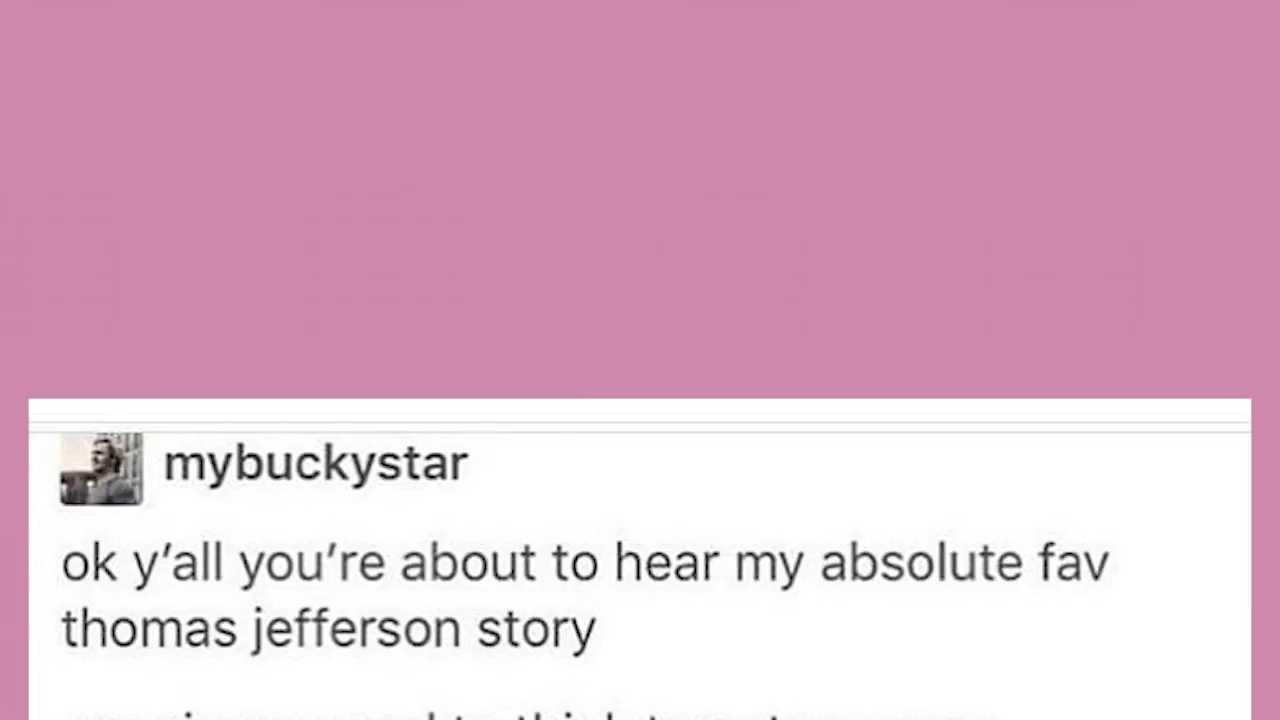 mybuckystar
ok y’all you’re about to hear my absolute fav
thomas jefferson story